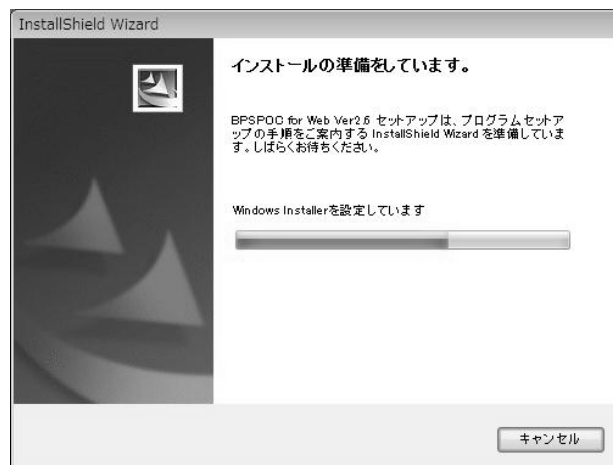 InstallShield Wizard
インストールの準備をしています。
BPSPOC for Web Ver2.6 セットアップは、プログラム セットア
ップの手順をご案内する InstallShield Wizard を準備していま
す。しばらくお待ちください。
Windows Installerを設定しています
キャンセル